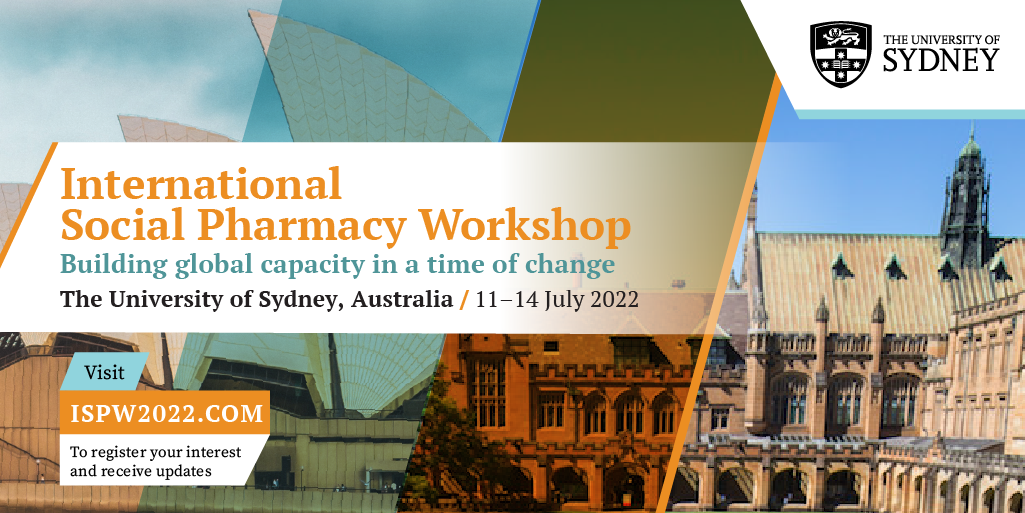 THE UNIVERSITY OF
SYDNEY
International
Social Pharmacy Workshop
Building global capacity in a time of change
The University of Sydney, Australia / 11–14 July 2022
Visit
ISPW2022.COM
To register your interest
and receive updates